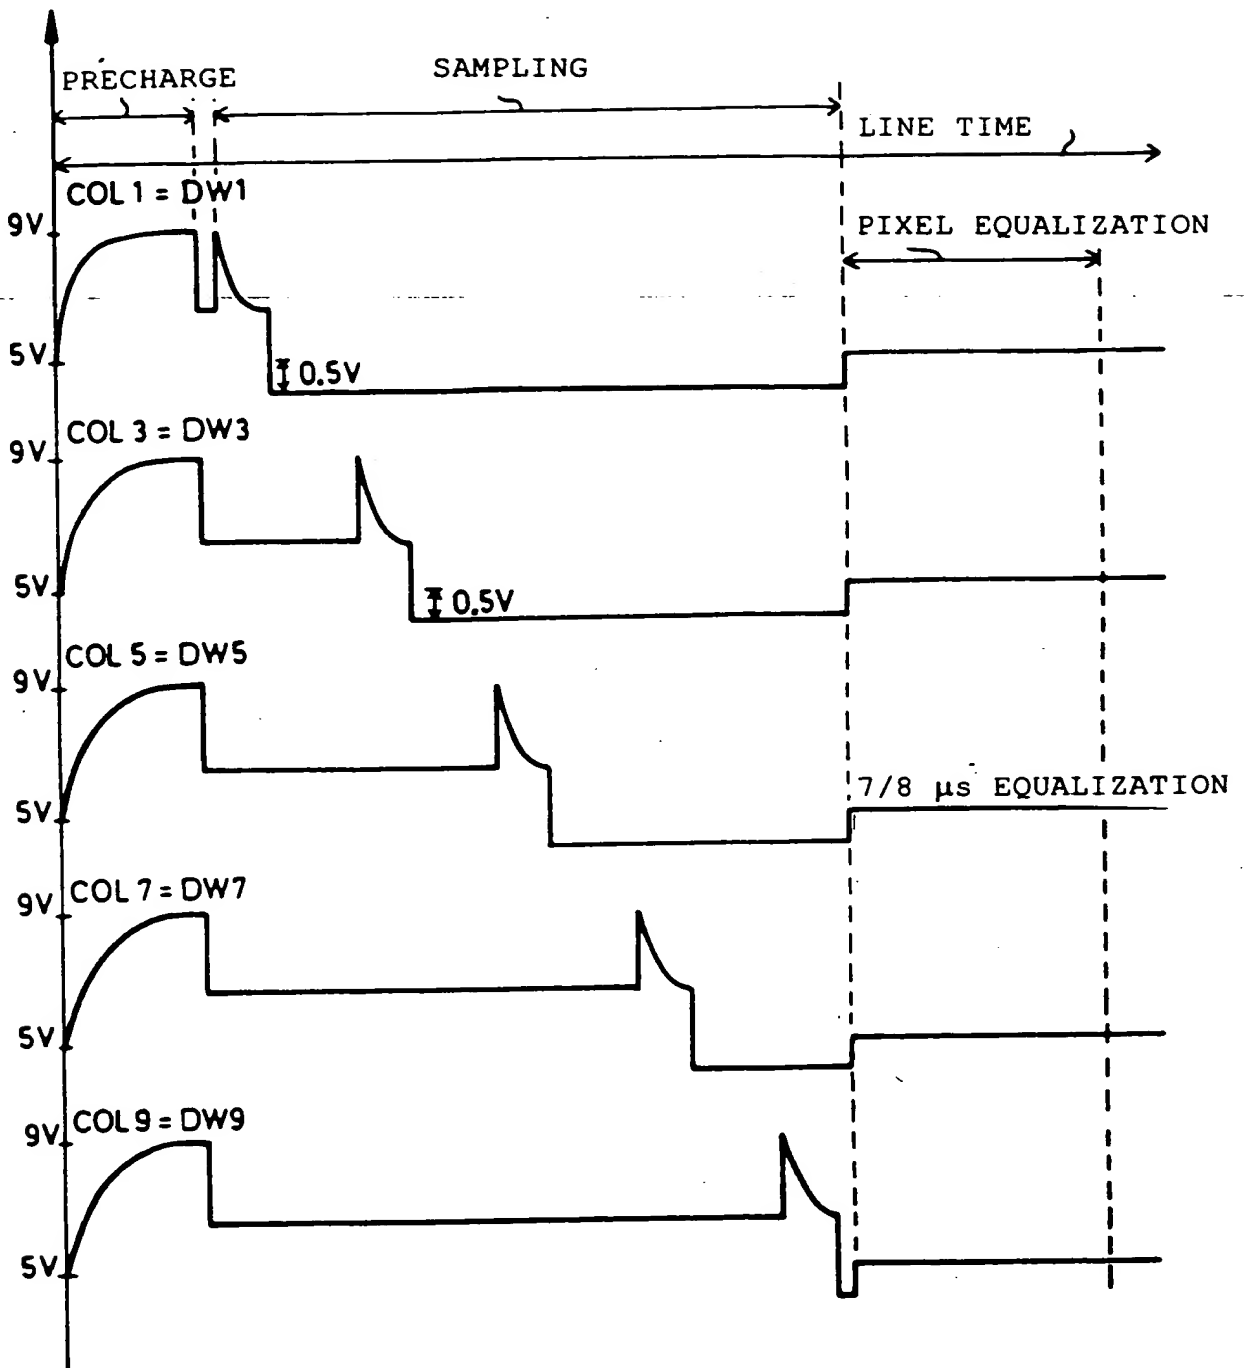 PRECHARGE
SAMPLING
LINE TIME
COL 1 = DW1
9V
PIXEL EQUALIZATION
5V
0.5V
COL 3 = DW3
9V
5V
0.5V
COL 5 = DW5
9V
5V
7/8 µs EQUALIZATION
COL 7 = DW7
9V
5V
COL 9 = DW9
9V
5V